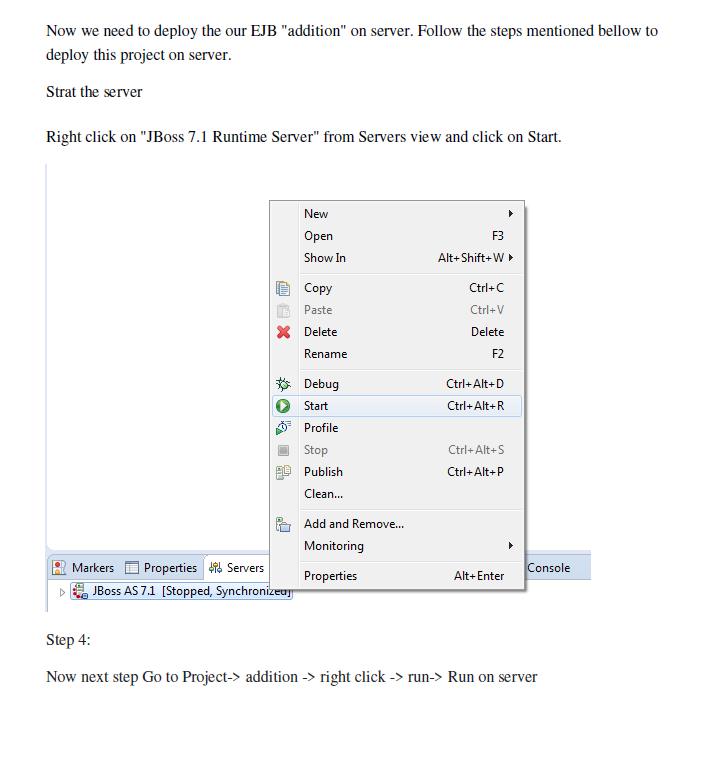 Now we need to deploy the our EJB "addition" on server. Follow the steps mentioned bellow to
deploy this project on server.
Strat the server
Right click on "JBoss 7.1 Runtime Server" from Servers view and click on Start.
New
Open F3
Show In Alt+Shift+W
Copy Ctrl+C
Paste Ctrl+V
Delete Delete
Rename F2
Debug Ctrl+Alt+D
Start Ctrl+Alt+R
Profile
Stop Ctrl+Alt+S
Publish Ctrl+Alt+P
Clean...
Add and Remove...
Monitoring
Properties Alt+Enter
Markers Properties Servers Console
JBoss AS 7.1 [Stopped, Synchronized]
Step 4:
Now next step Go to Project-> addition -> right click -> run-> Run on server